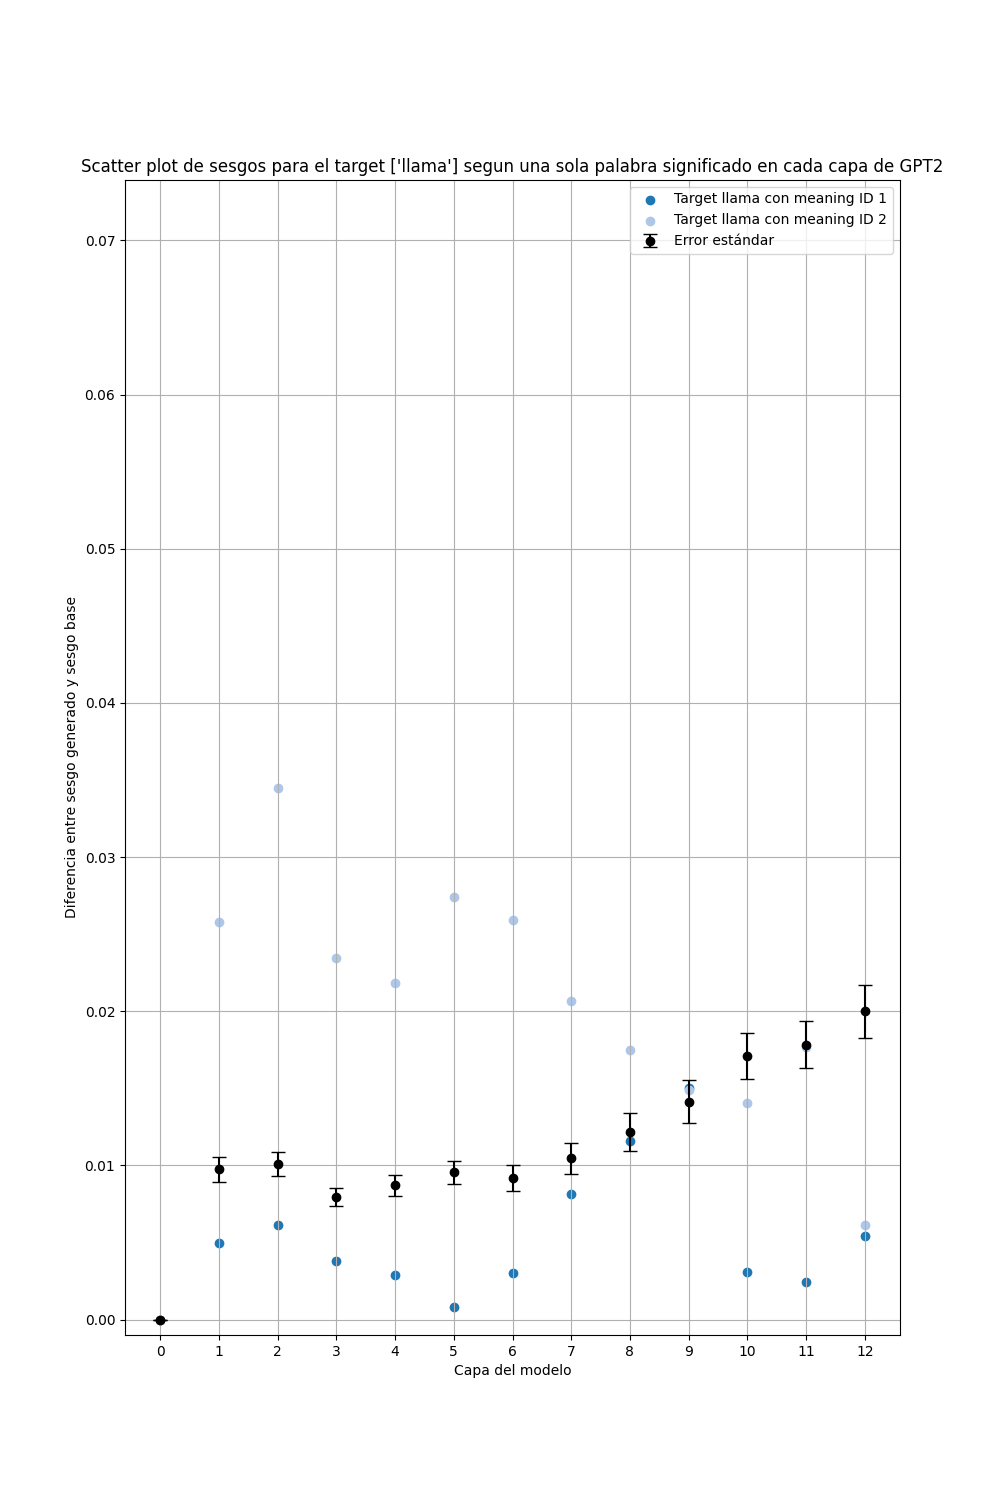 Scatter plot de sesgos para el target ['llama'] segun una sola palabra significado en cada capa de GPT2
Target llama con meaning ID 1
Target llama con meaning ID 2
Error estándar
0.07
0.06
0.05
0.04
0.03
0.02
0.01
0.00
Diferencia entre sesgo generado y sesgo base
0 1 2 3 4 5 6 7 8 9 10 11 12
Capa del modelo